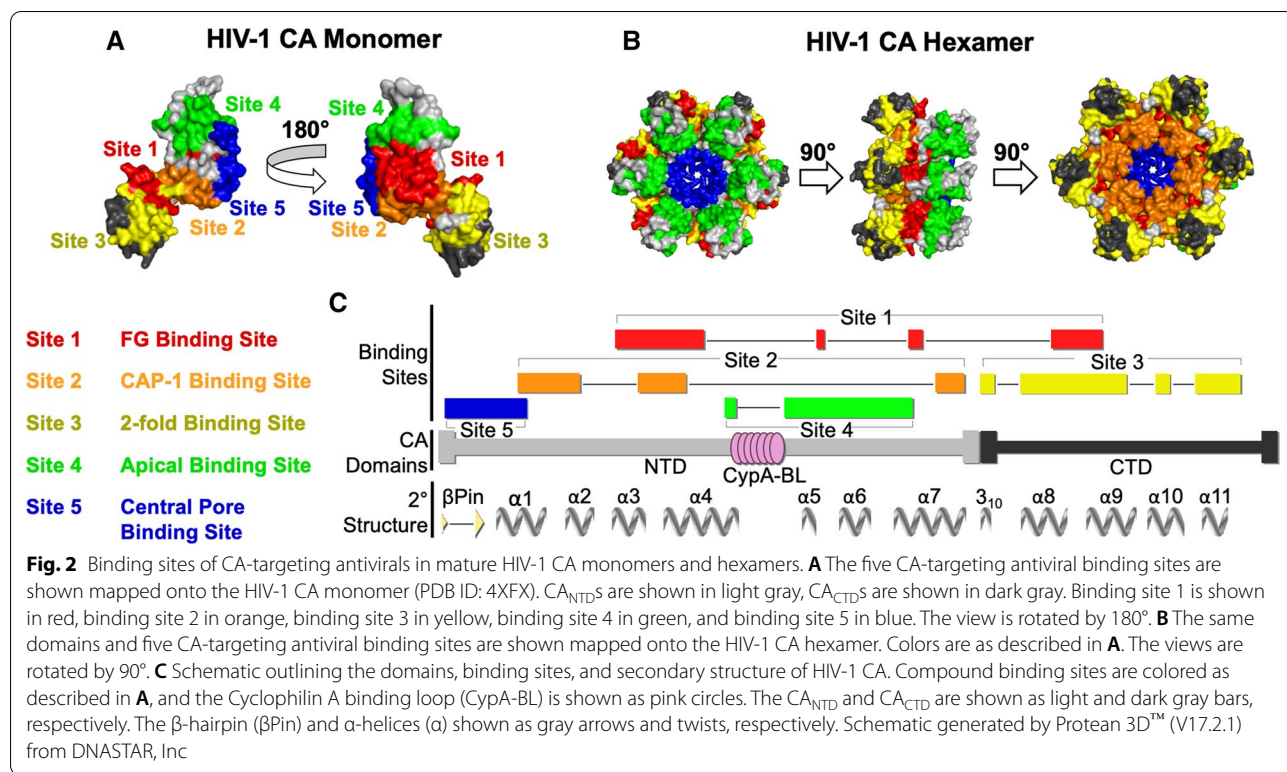 A
HIV-1 CA Monomer
Site 4
Site 4
180°
Site 1
Site 1
Site 5
Site 5
Site 2
Site 2
Site 3
Site 3
B
HIV-1 CA Hexamer
90°
90°
Site 1 FG Binding Site
Site 2 CAP-1 Binding Site
Site 3 2-fold Binding Site
Site 4 Apical Binding Site
Site 5 Central Pore
Binding Site
C
Binding
Sites
Site 1
Site 2
Site 3
Site 5
Site 4
CA
Domains
NTD
CypA-BL
CTD
2°
Structure
βPin α1 α2 α3 α4 α5 α6 α7 3₁₀ α8 α9 α10 α11
Fig. 2 Binding sites of CA-targeting antivirals in mature HIV-1 CA monomers and hexamers. A The five CA-targeting antiviral binding sites are
shown mapped onto the HIV-1 CA monomer (PDB ID: 4XFX). CA_NTDs are shown in light gray, CA_CTDs are shown in dark gray. Binding site 1 is shown
in red, binding site 2 in orange, binding site 3 in yellow, binding site 4 in green, and binding site 5 in blue. The view is rotated by 180°. B The same
domains and five CA-targeting antiviral binding sites are shown mapped onto the HIV-1 CA hexamer. Colors are as described in A. The views are
rotated by 90°. C Schematic outlining the domains, binding sites, and secondary structure of HIV-1 CA. Compound binding sites are colored as
described in A, and the Cyclophilin A binding loop (CypA-BL) is shown as pink circles. The CA_NTD and CA_CTD are shown as light and dark gray bars,
respectively. The β-hairpin (βPin) and α-helices (α) shown as gray arrows and twists, respectively. Schematic generated by Protean 3D™ (V17.2.1)
from DNASTAR, Inc